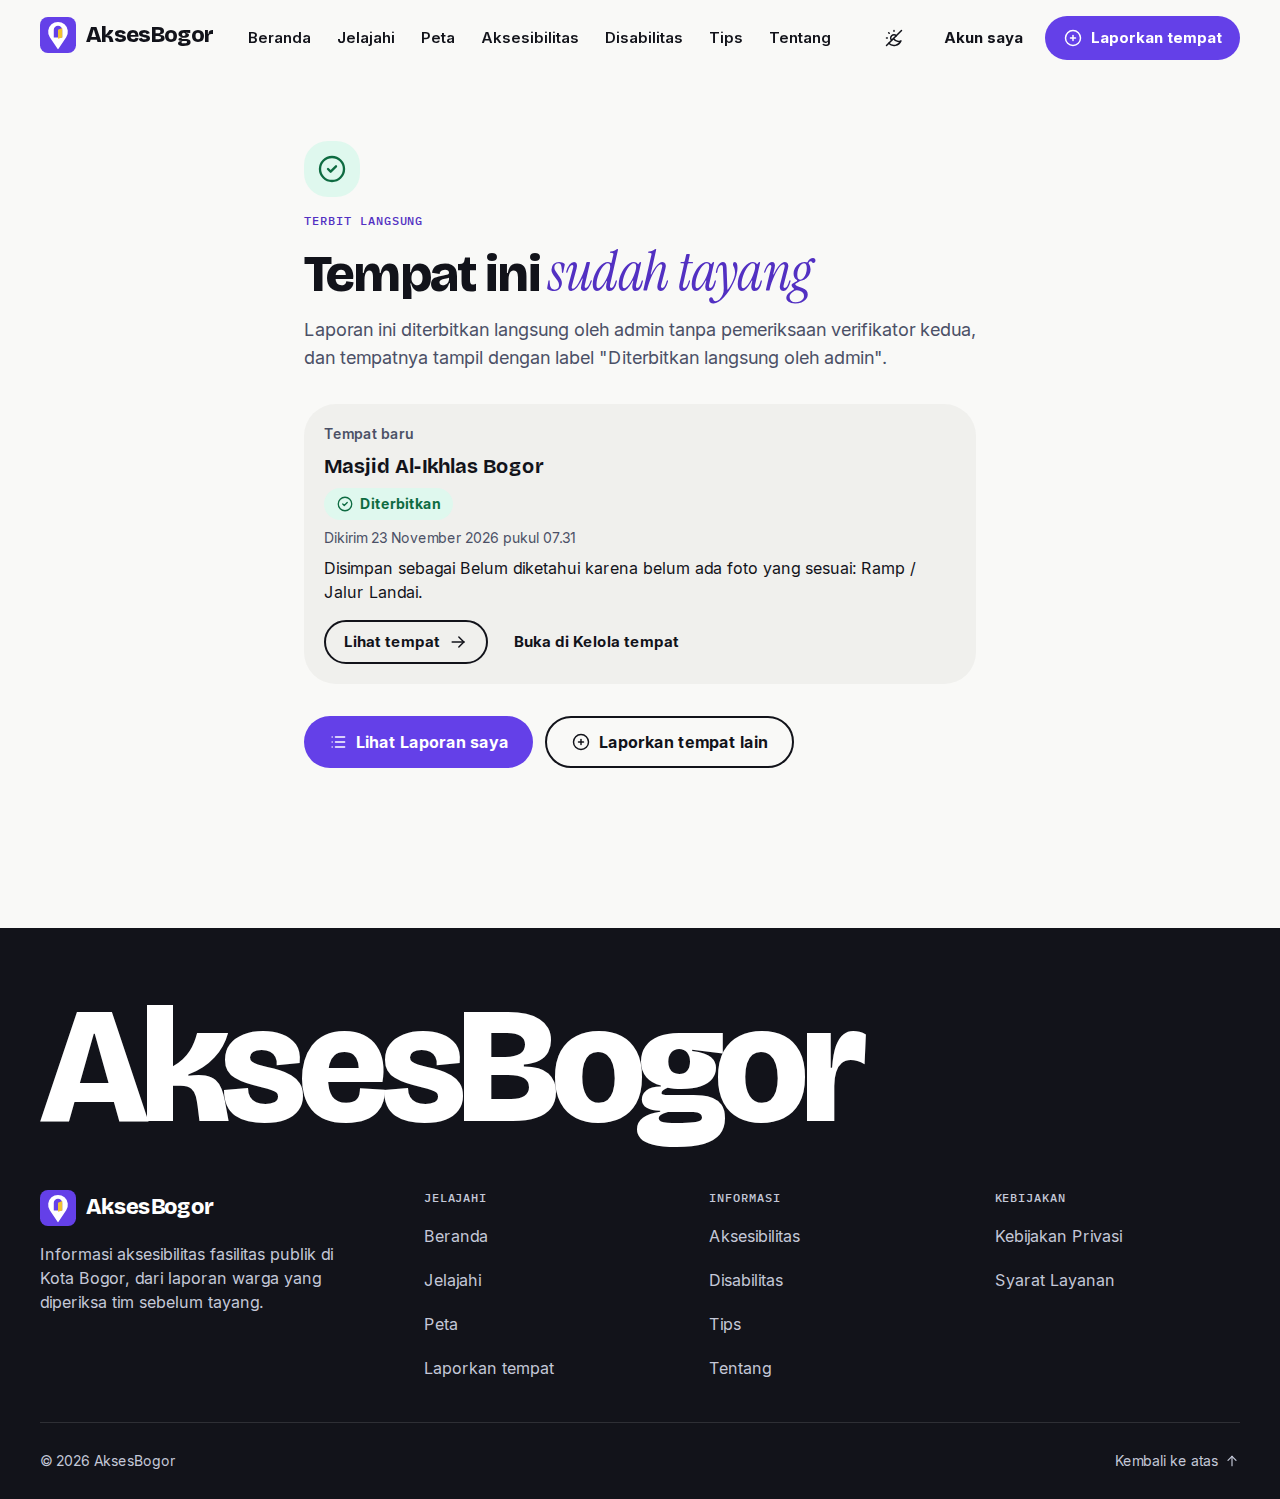 AksesBogor
Beranda
Jelajahi
Peta
Aksesibilitas
Disabilitas
Tips
Tentang
Akun saya
Laporkan tempat
TERBIT LANGSUNG
Tempat ini sudah tayang
Laporan ini diterbitkan langsung oleh admin tanpa pemeriksaan verifikator kedua,
dan tempatnya tampil dengan label "Diterbitkan langsung oleh admin".
Tempat baru
Masjid Al-Ikhlas Bogor
Diterbitkan
Dikirim 23 November 2026 pukul 07.31
Disimpan sebagai Belum diketahui karena belum ada foto yang sesuai: Ramp /
Jalur Landai.
Lihat tempat
Buka di Kelola tempat
Lihat Laporan saya
Laporkan tempat lain
AksesBogor
AksesBogor
Informasi aksesibilitas fasilitas publik di
Kota Bogor, dari laporan warga yang
diperiksa tim sebelum tayang.
JELAJAHI
Beranda
Jelajahi
Peta
Laporkan tempat
INFORMASI
Aksesibilitas
Disabilitas
Tips
Tentang
KEBIJAKAN
Kebijakan Privasi
Syarat Layanan
© 2026 AksesBogor
Kembali ke atas ↑